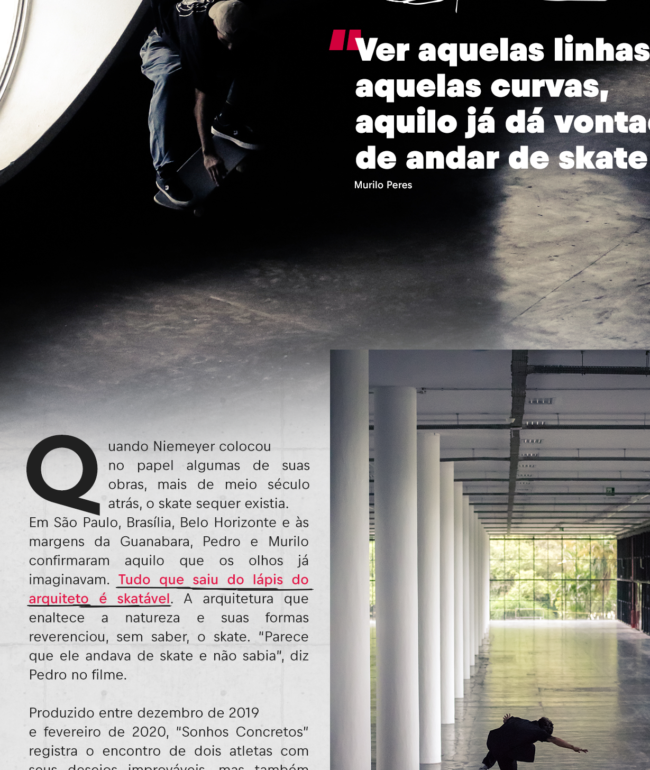 "Ver aquelas linhas
aquelas curvas,
aquilo já dá
de andar de skate
Murilo Peres
Quando Niemeyer colocou
no papel algumas de suas
obras, mais de meio século
atrás, o skate sequer existia.
Em São Paulo, Brasília, Belo Horizonte e às
margens da Guanabara, Pedro e Murilo
confirmaram aquilo que os olhos já
imaginavam. Tudo que saiu do lápis do
arquiteto é skatável. A arquitetura que
enaltece a natureza e suas formas
reverenciou, sem saber, o skate. “Parece
que ele andava de skate e não sabia”, diz
Pedro no filme.
Produzido entre dezembro de 2019
e fevereiro de 2020, “Sonhos Concretos”
registra o encontro de dois atletas com
seus desejos improváveis, mas também